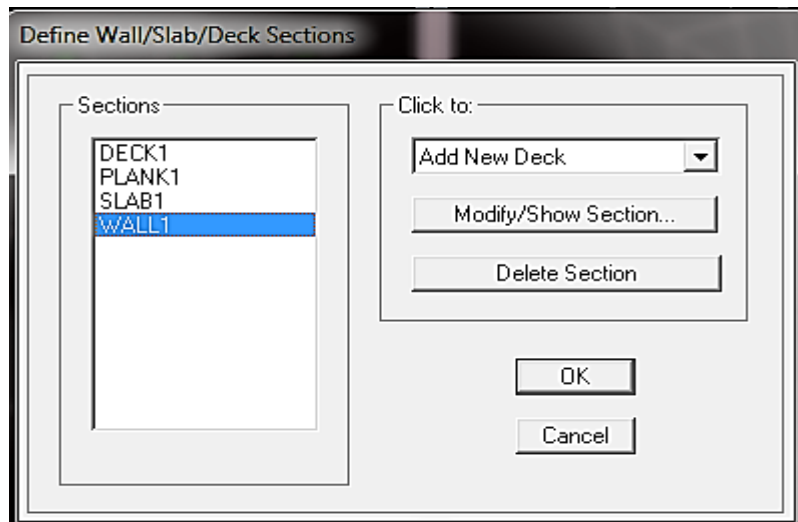 Define Wall/Slab/Deck Sections
Sections
DECK1
PLANK1
SLAB1
WALL1
Click to:
Add New Deck
Modify/Show Section...
Delete Section
OK
Cancel